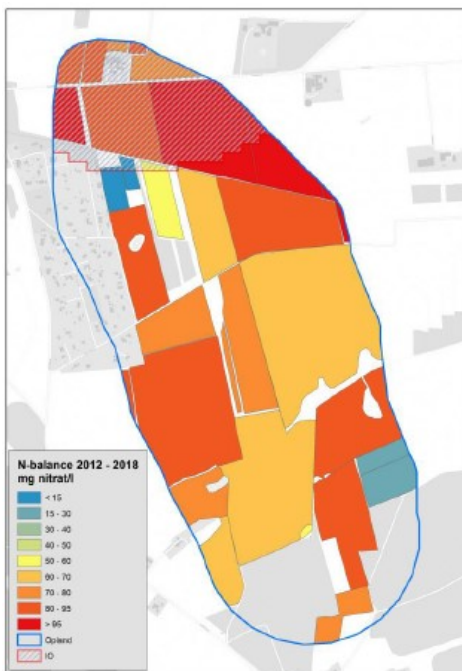 N-balance 2012 - 2018
mg nitrat/l
< 15
15 - 30
30 - 40
40 - 50
50 - 60
60 - 70
70 - 80
80 - 95
> 95
Opland
IO